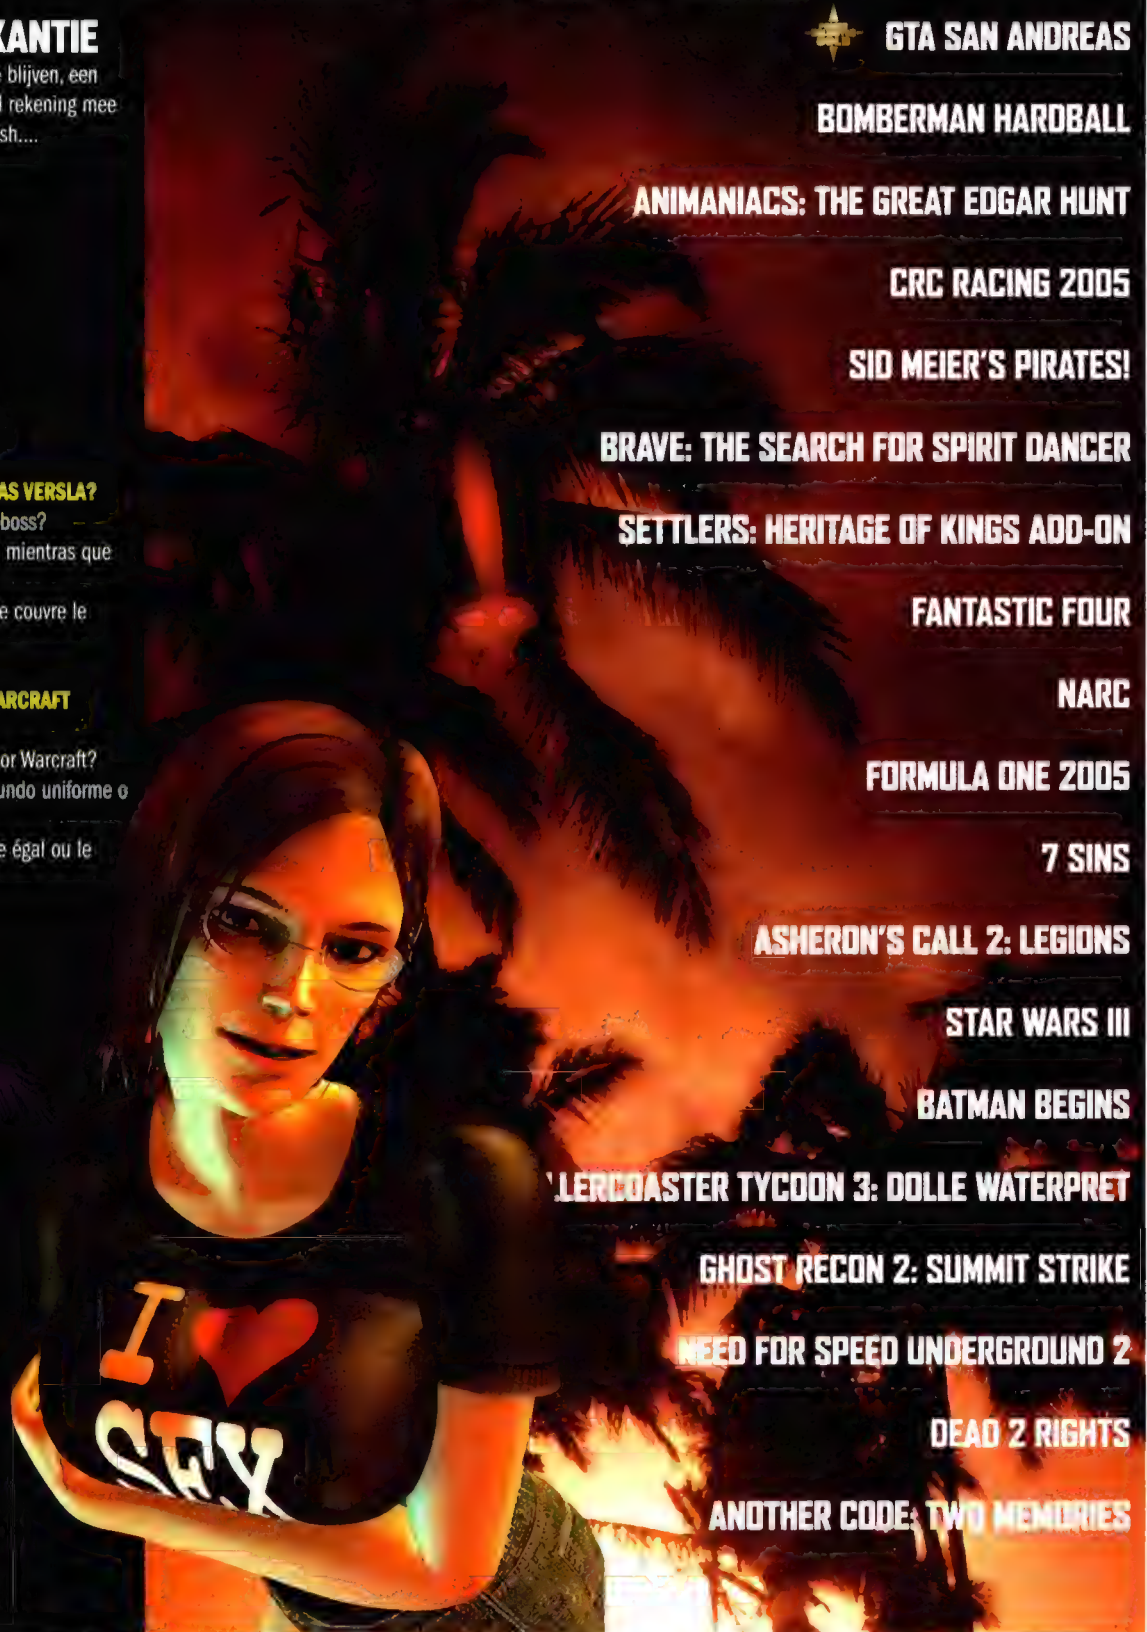 KANTIE
blijven, een
rekening mee
sh....
AS VERSLA?
boss?
mientras que
e couvre le
ARCRAFT
or Warcraft?
undo uniforme o
e égal ou le
GTA SAN ANDREAS
BOMBERMAN HARDBALL
ANIMANIACS: THE GREAT EDGAR HUNT
CRC RACING 2005
SID MEIER'S PIRATES!
BRAVE: THE SEARCH FOR SPIRIT DANCER
SETTLERS: HERITAGE OF KINGS ADD-ON
FANTASTIC FOUR
NARC
FORMULA ONE 2005
7 SINS
ASHERON'S CALL 2: LEGIONS
STAR WARS III
BATMAN BEGINS
LLERCOASTER TYCOON 3: DOLLE WATERPRET
GHOST RECON 2: SUMMIT STRIKE
NEED FOR SPEED UNDERGROUND 2
DEAD 2 RIGHTS
ANOTHER CODE: TWO MEMORIES
I
SEX